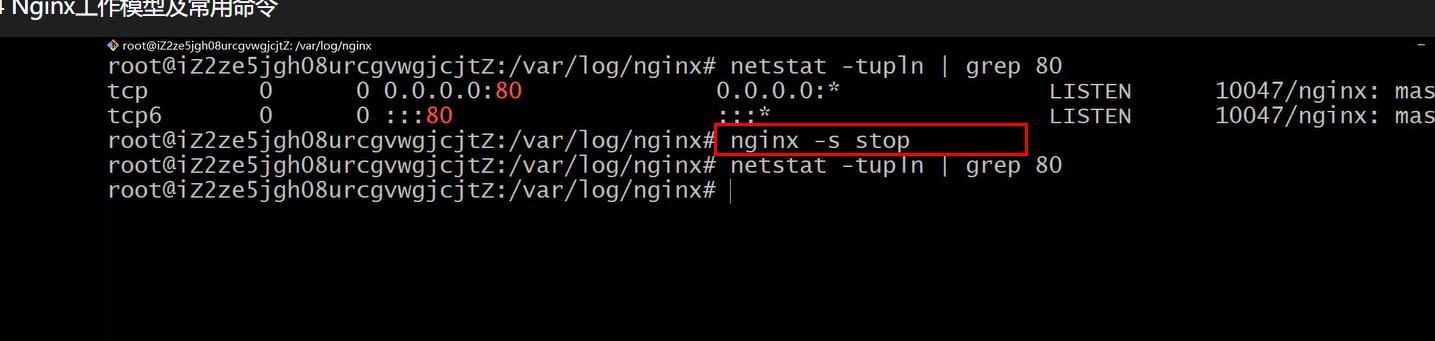 4 Nginx工作模型及常用命令
root@iZ2ze5jgh08urcgvwgjcjtZ: /var/log/nginx
root@iZ2ze5jgh08urcgvwgjcjtZ:/var/log/nginx# netstat -tupln | grep 80
tcp 0 0 0.0.0.0:80 0.0.0.0:* LISTEN 10047/nginx: mas
tcp6 0 0 :::80 :::* LISTEN 10047/nginx: mas
root@iZ2ze5jgh08urcgvwgjcjtZ:/var/log/nginx# nginx -s stop
root@iZ2ze5jgh08urcgvwgjcjtZ:/var/log/nginx# netstat -tupln | grep 80
root@iZ2ze5jgh08urcgvwgjcjtZ:/var/log/nginx#